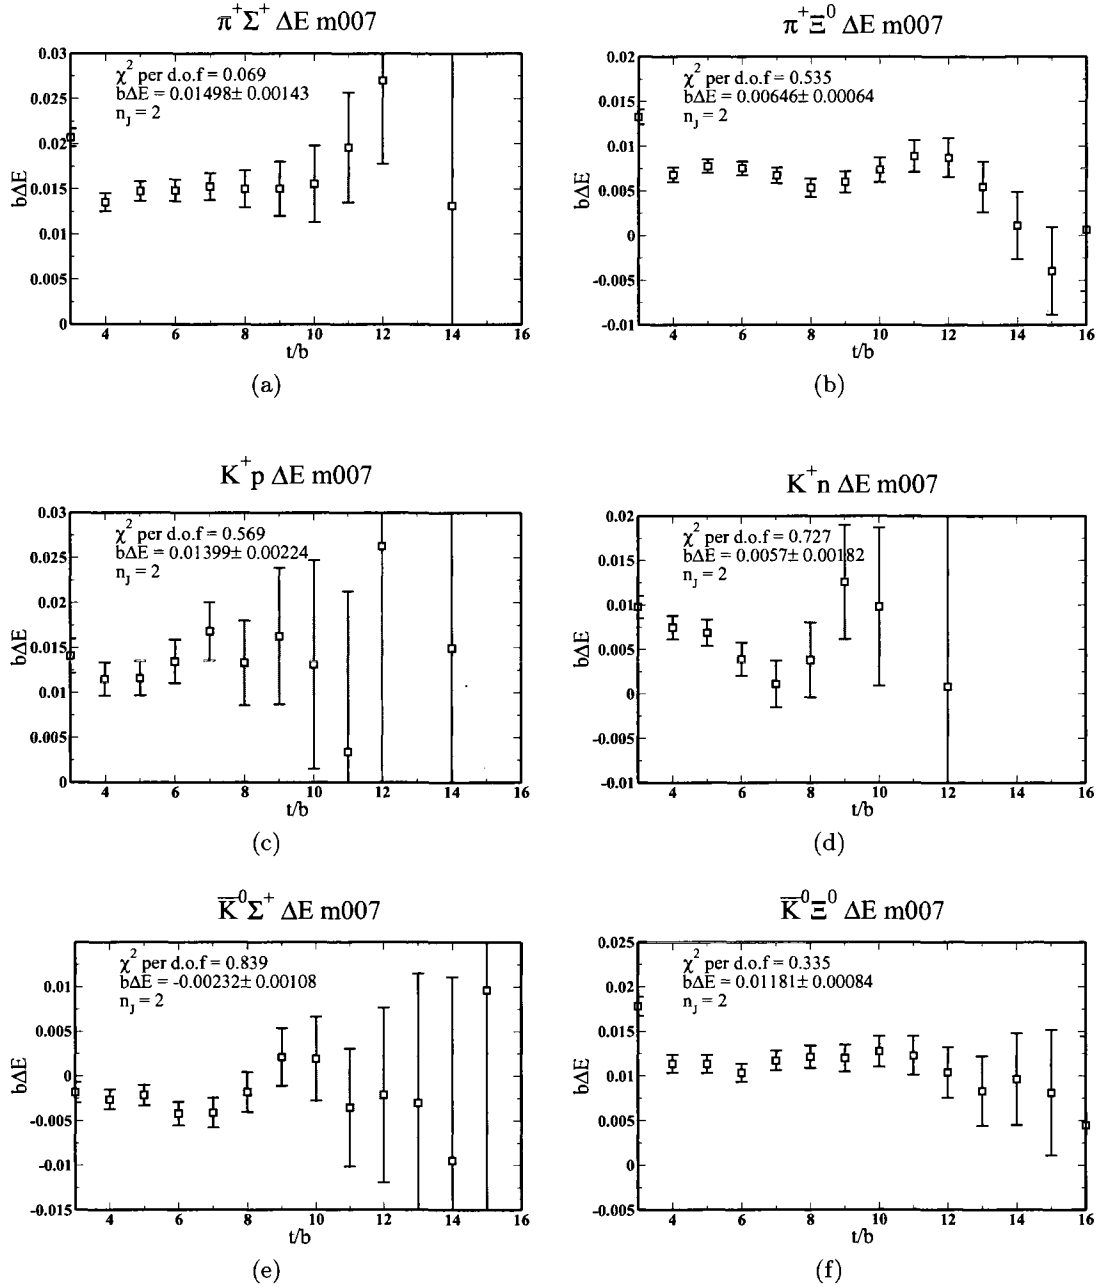 π⁺Σ⁺ ΔE m007
χ² per d.o.f = 0.069
bΔE = 0.01498± 0.00143
n_J = 2
0.03
0.025
0.02
0.015
0.01
0.005
0
bΔE
4 6 8 10 12 14 16
t/b
(a)
π⁺Ξ⁰ ΔE m007
χ² per d.o.f = 0.535
bΔE = 0.00646± 0.00064
n_J = 2
0.02
0.015
0.01
0.005
0
-0.005
-0.01
bΔE
4 6 8 10 12 14 16
t/b
(b)
K⁺p ΔE m007
χ² per d.o.f = 0.569
bΔE = 0.01399± 0.00224
n_J = 2
0.03
0.025
0.02
0.015
0.01
0.005
0
bΔE
4 6 8 10 12 14 16
t/b
(c)
K⁺n ΔE m007
χ² per d.o.f = 0.727
bΔE = 0.0057± 0.00182
n_J = 2
0.02
0.015
0.01
0.005
0
-0.005
-0.01
bΔE
4 6 8 10 12 14 16
t/b
(d)
K̅⁰Σ⁺ ΔE m007
χ² per d.o.f = 0.839
bΔE = -0.00232± 0.00108
n_J = 2
0.01
0.005
0
-0.005
-0.01
-0.015
bΔE
4 6 8 10 12 14 16
t/b
(e)
K̅⁰Ξ⁰ ΔE m007
χ² per d.o.f = 0.335
bΔE = 0.01181± 0.00084
n_J = 2
0.025
0.02
0.015
0.01
0.005
0
-0.005
bΔE
4 6 8 10 12 14 16
t/b
(f)